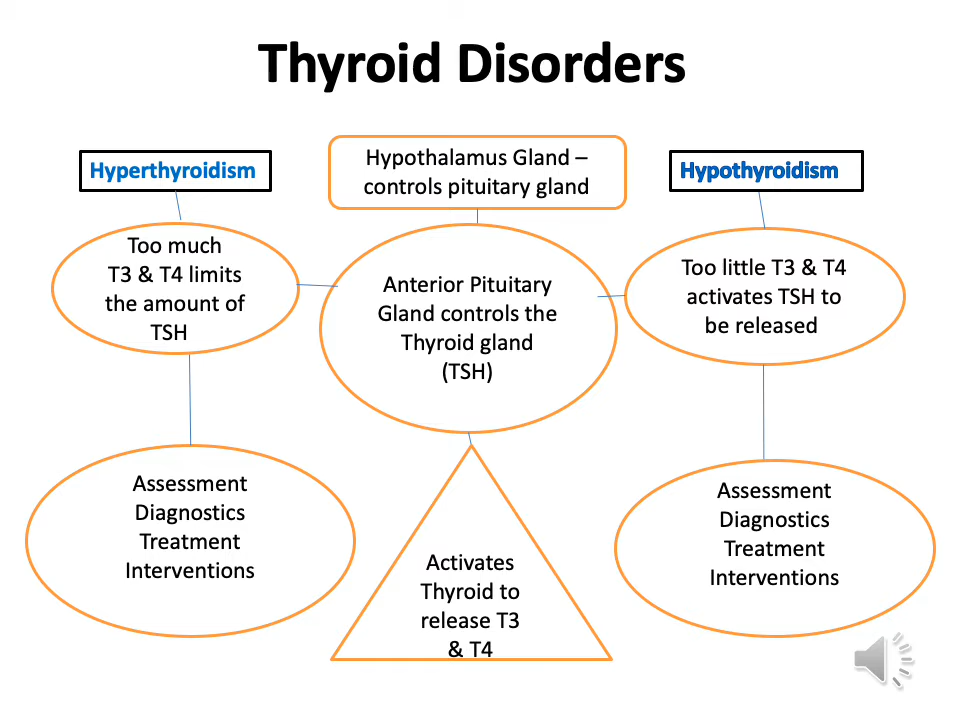 Thyroid Disorders
Hyperthyroidism
Hypothalamus Gland –
controls pituitary gland
Hypothyroidism
Too much
T3 & T4 limits
the amount of
TSH
Anterior Pituitary
Gland controls the
Thyroid gland
(TSH)
Too little T3 & T4
activates TSH to
be released
Assessment
Diagnostics
Treatment
Interventions
Activates
Thyroid to
release T3
& T4
Assessment
Diagnostics
Treatment
Interventions